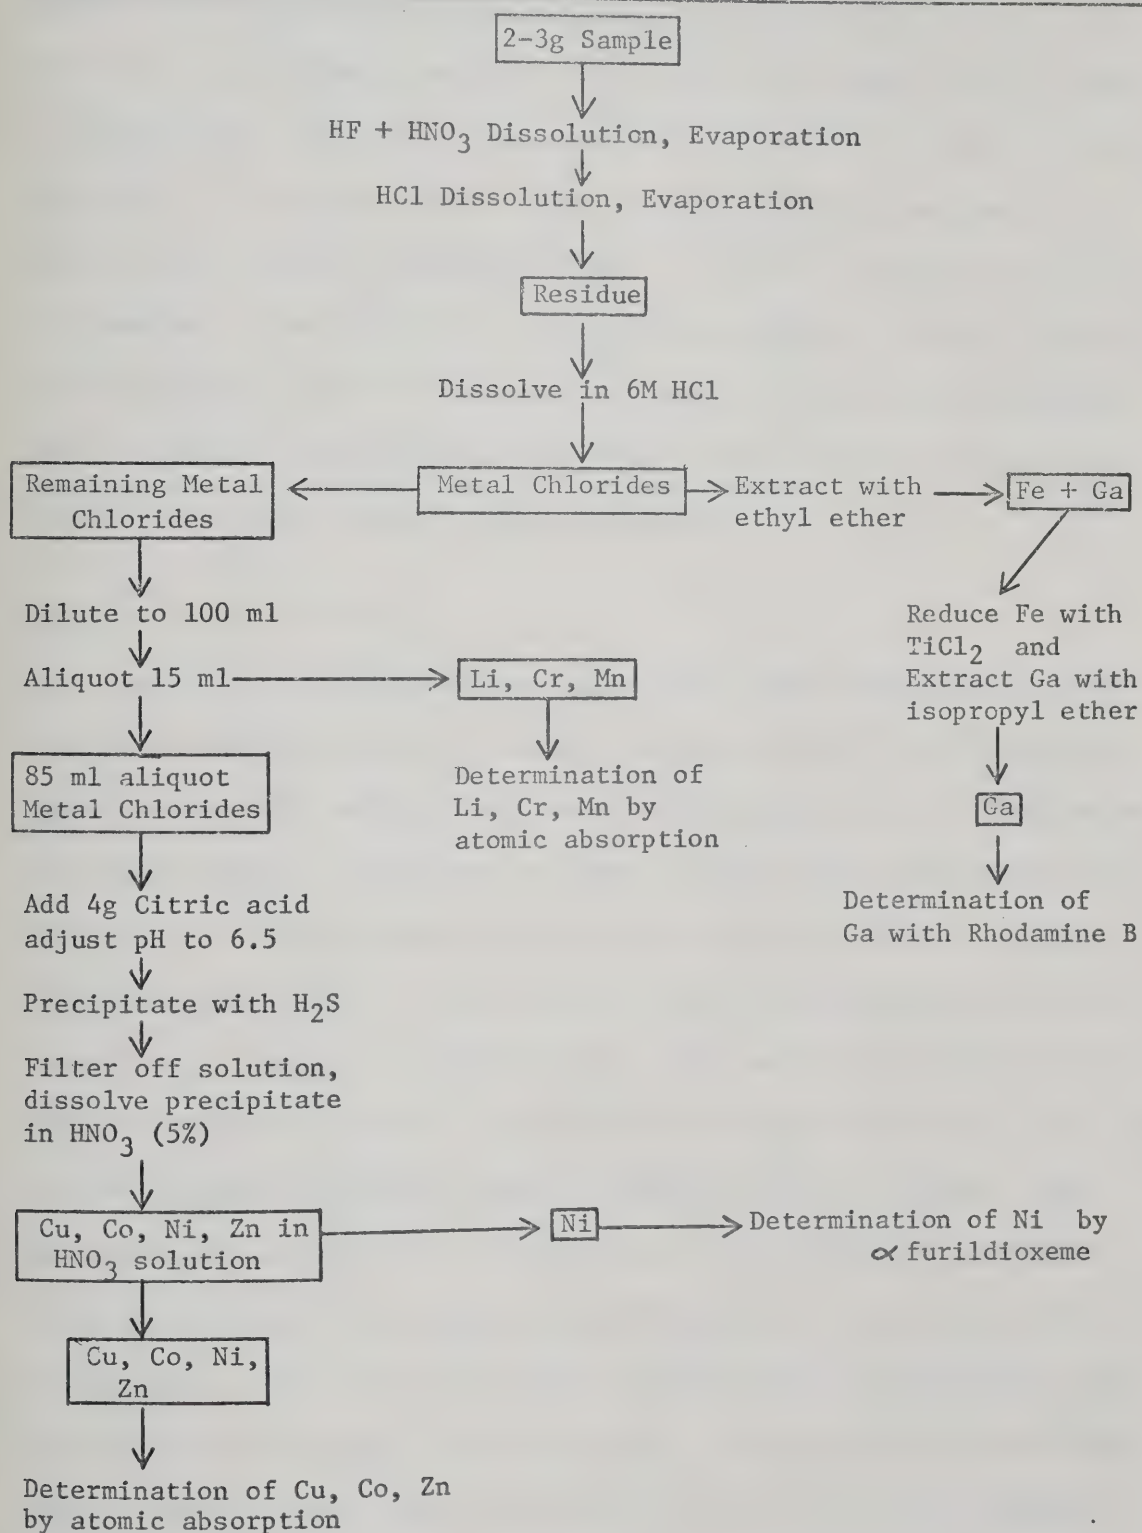 2-3g Sample
HF + HNO3 Dissolution, Evaporation
HCl Dissolution, Evaporation
Residue
Dissolve in 6M HCl
Metal Chlorides
Extract with
ethyl ether
Fe + Ga
Reduce Fe with
TiCl2 and
Extract Ga with
isopropyl ether
Ga
Determination of
Ga with Rhodamine B
Remaining Metal
Chlorides
Dilute to 100 ml
Aliquot 15 ml
Li, Cr, Mn
Determination of
Li, Cr, Mn by
atomic absorption
85 ml aliquot
Metal Chlorides
Add 4g Citric acid
adjust pH to 6.5
Precipitate with H2S
Filter off solution,
dissolve precipitate
in HNO3 (5%)
Cu, Co, Ni, Zn in
HNO3 solution
Ni
Determination of Ni by
α furildioxeme
Cu, Co, Ni,
Zn
Determination of Cu, Co, Zn
by atomic absorption